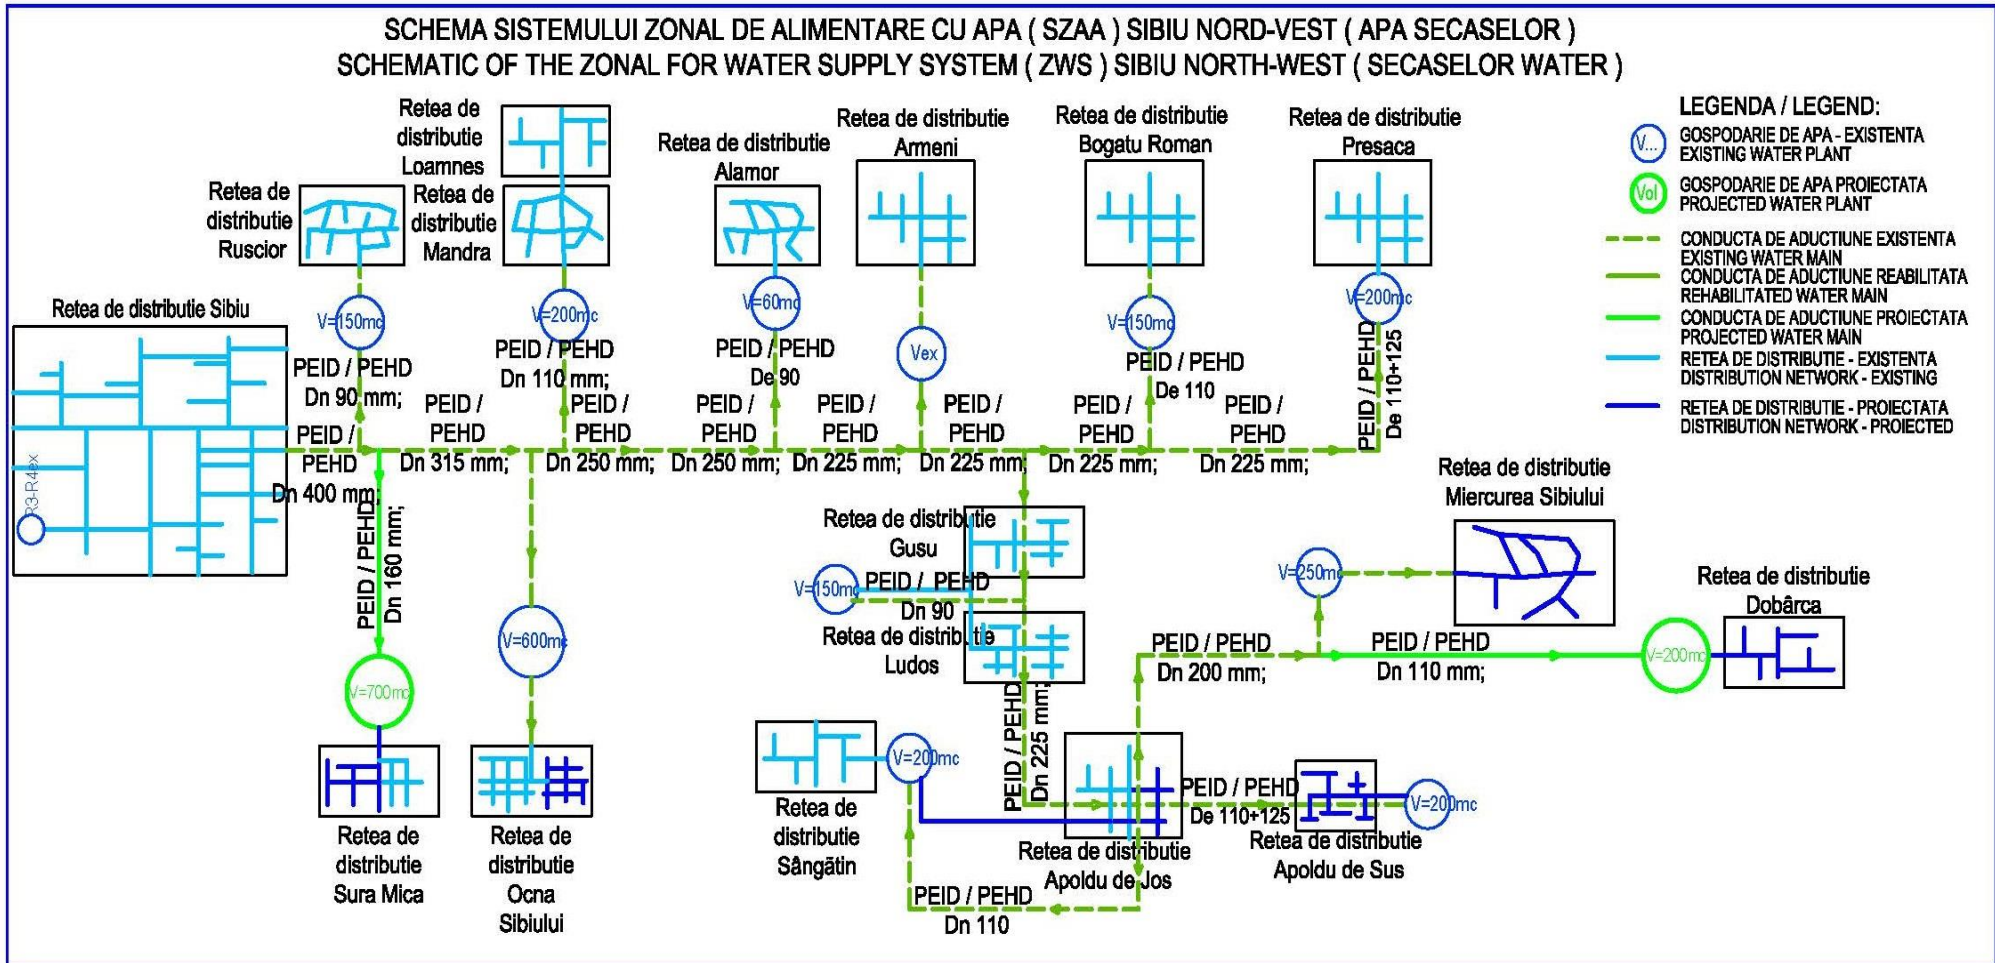 SCHEMA SISTEMULUI ZONAL DE ALIMENTARE CU APA ( SZAA ) SIBIU NORD-VEST ( APA SECASELOR )
SCHEMATIC OF THE ZONAL FOR WATER SUPPLY SYSTEM ( ZWS ) SIBIU NORTH-WEST ( SECASELOR WATER )
Retea de
distributie
Loamnes
Retea de distributie
Alamor
Retea de distributie
Armeni
Retea de distributie
Bogatu Roman
Retea de distributie
Presaca
Retea de
distributie
Ruscior
Retea de
distributie
Mandra
LEGENDA / LEGEND:
V...
GOSPODARIE DE APA - EXISTENTA
EXISTING WATER PLANT
Vol
GOSPODARIE DE APA PROIECTATA
PROJECTED WATER PLANT
CONDUCTA DE ADUCTIUNE EXISTENTA
EXISTING WATER MAIN
CONDUCTA DE ADUCTIUNE REABILITATA
REHABILITATED WATER MAIN
CONDUCTA DE ADUCTIUNE PROIECTATA
PROJECTED WATER MAIN
RETEA DE DISTRIBUTIE - EXISTENTA
DISTRIBUTION NETWORK - EXISTING
RETEA DE DISTRIBUTIE - PROIECTATA
DISTRIBUTION NETWORK - PROIECTED
Retea de distributie Sibiu
R3-R4ex
V=150mc
V=200mc
V=60mc
Vex
V=150mc
V=200mc
PEID / PEHD
Dn 90 mm;
PEID / PEHD
Dn 110 mm;
PEID / PEHD
De 90
PEID / PEHD
De 110
PEID / PEHD
De 110+125
PEID /
PEHD
Dn 400 mm;
PEID /
PEHD
Dn 315 mm;
PEID /
PEHD
Dn 250 mm;
PEID /
PEHD
Dn 250 mm;
PEID /
PEHD
Dn 225 mm;
PEID /
PEHD
Dn 225 mm;
PEID /
PEHD
Dn 225 mm;
PEID /
PEHD
Dn 225 mm;
PEID / PEHD
Dn 160 mm;
V=700mc
Retea de
distributie
Sura Mica
V=600mc
Retea de
distributie
Ocna
Sibiului
Retea de distributie
Gusu
V=150mc
PEID / PEHD
Dn 90
Retea de distributie
Ludos
PEID / PEHD
Dn 225 mm;
Retea de
distributie
Sângătin
V=200mc
PEID / PEHD
Dn 110
Retea de distributie
Apoldu de Jos
PEID / PEHD
De 110+125
Retea de distributie
Apoldu de Sus
V=200mc
PEID / PEHD
Dn 200 mm;
V=250mc
Retea de distributie
Miercurea Sibiului
PEID / PEHD
Dn 110 mm;
V=200mc
Retea de distributie
Dobârca